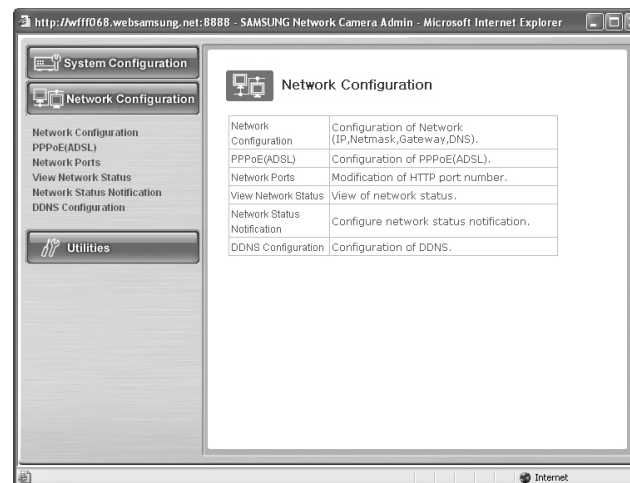 http://wfff068.websamsung.net:8888 - SAMSUNG Network Camera Admin - Microsoft Internet Explorer
System Configuration
Network Configuration
Network Configuration
PPPoE(ADSL)
Network Ports
View Network Status
Network Status Notification
DDNS Configuration
Utilities
Network Configuration
Network
Configuration
Configuration of Network
(IP,Netmask,Gateway,DNS).
PPPoE(ADSL)
Configuration of PPPoE(ADSL).
Network Ports
Modification of HTTP port number.
View Network Status
View of network status.
Network Status
Notification
Configure network status notification.
DDNS Configuration
Configuration of DDNS.
Internet